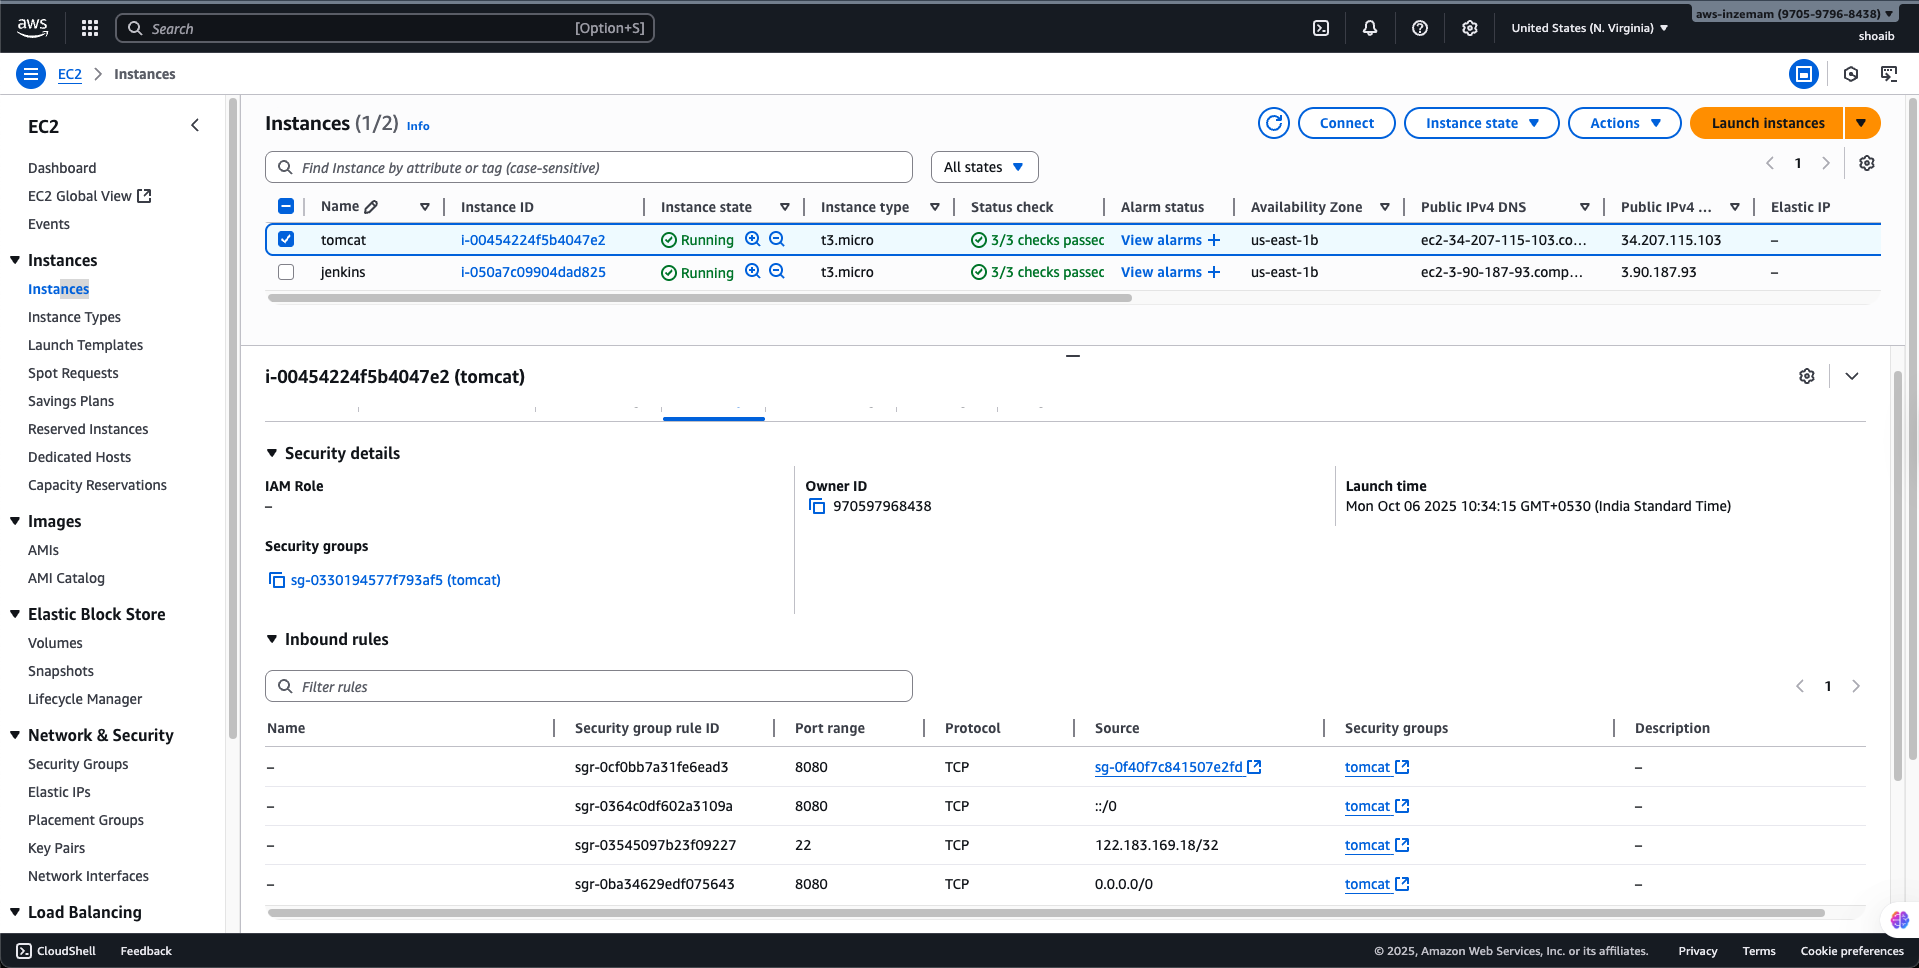 aws
Search
[Option+S]
United States (N. Virginia)
aws-inzemam (9705-9796-8438)
shoaib
EC2
Instances
EC2
Dashboard
EC2 Global View
Events
Instances
Instances
Instance Types
Launch Templates
Spot Requests
Savings Plans
Reserved Instances
Dedicated Hosts
Capacity Reservations
Images
AMIs
AMI Catalog
Elastic Block Store
Volumes
Snapshots
Lifecycle Manager
Network & Security
Security Groups
Elastic IPs
Placement Groups
Key Pairs
Network Interfaces
Load Balancing
Instances (1/2) Info
Connect
Instance state
Actions
Launch instances
Find Instance by attribute or tag (case-sensitive)
All states
1
Name Instance ID Instance state Instance type Status check Alarm status Availability Zone Public IPv4 DNS Public IPv4 ... Elastic IP
tomcat i-00454224f5b4047e2 Running t3.micro 3/3 checks passec View alarms + us-east-1b ec2-34-207-115-103.co... 34.207.115.103 –
jenkins i-050a7c09904dad825 Running t3.micro 3/3 checks passec View alarms + us-east-1b ec2-3-90-187-93.comp... 3.90.187.93 –
i-00454224f5b4047e2 (tomcat)
Security details
IAM Role
–
Owner ID
970597968438
Launch time
Mon Oct 06 2025 10:34:15 GMT+0530 (India Standard Time)
Security groups
sg-0330194577f793af5 (tomcat)
Inbound rules
Filter rules
1
Name Security group rule ID Port range Protocol Source Security groups Description
– sgr-0cf0bb7a31fe6ead3 8080 TCP sg-0f40f7c841507e2fd tomcat –
– sgr-0364c0df602a3109a 8080 TCP ::/0 tomcat –
– sgr-03545097b23f09227 22 TCP 122.183.169.18/32 tomcat –
– sgr-0ba34629edf075643 8080 TCP 0.0.0.0/0 tomcat –
CloudShell
Feedback
© 2025, Amazon Web Services, Inc. or its affiliates.
Privacy
Terms
Cookie preferences